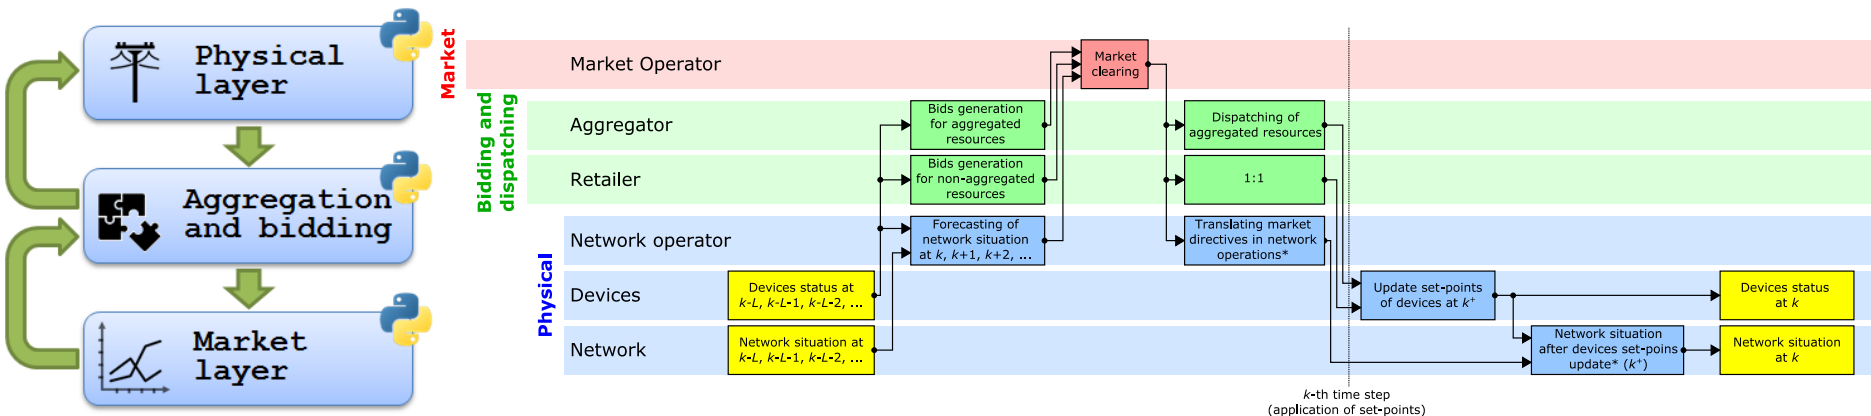 Physical
layer
Aggregation
and bidding
Market
layer
Market
Market Operator
Market
clearing
Bidding and
dispatching
Aggregator
Bids generation
for aggregated
resources
Dispatching of
aggregated resources
Retailer
Bids generation
for non-aggregated
resources
1:1
Physical
Network operator
Forecasting of
network situation
at k, k+1, k+2, ...
Translating market
directives in network
operations*
Devices
Devices status at
k-L, k-L-1, k-L-2, ...
Update set-points
of devices at k⁺
Devices status
at k
Network
Network situation at
k-L, k-L-1, k-L-2, ...
Network situation
after devices set-poins
update* (k⁺)
Network situation
at k
k-th time step
(application of set-points)